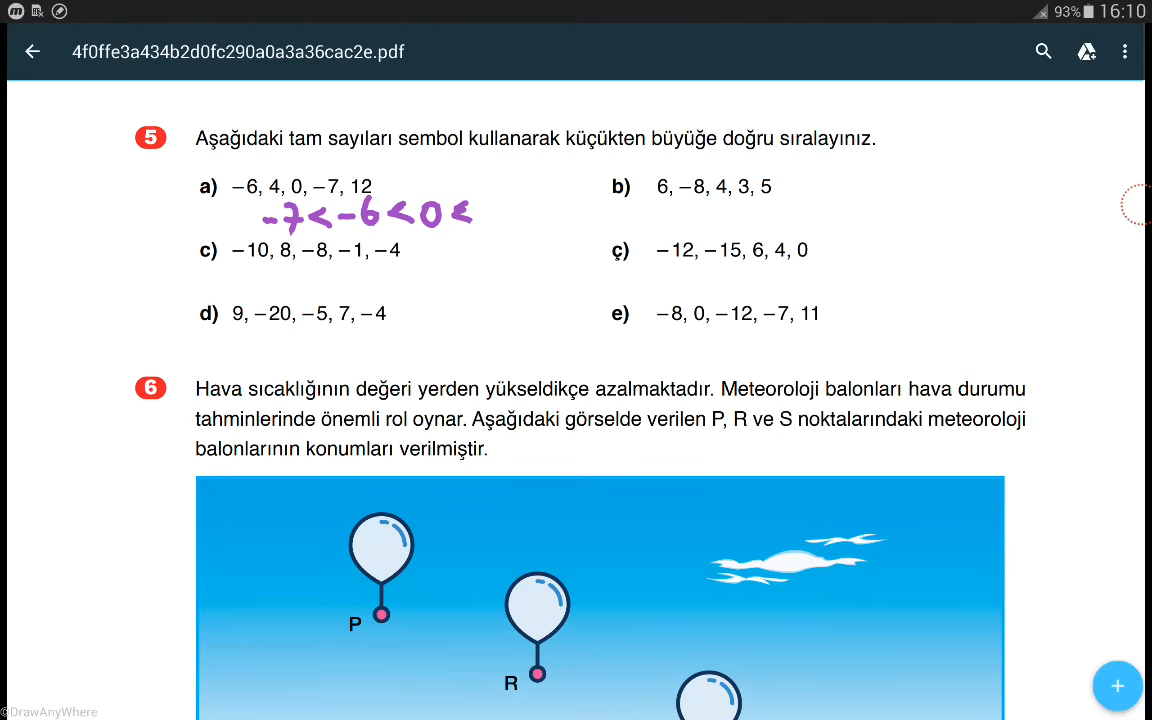 93% 16:10
4f0ffe3a434b2d0fc290a0a3a36cac2e.pdf
5 Aşağıdaki tam sayıları sembol kullanarak küçükten büyüğe doğru sıralayınız.
a) −6, 4, 0, −7, 12 b) 6, −8, 4, 3, 5
-7 < -6 < 0 <
c) −10, 8, −8, −1, −4 ç) −12, −15, 6, 4, 0
d) 9, −20, −5, 7, −4 e) −8, 0, −12, −7, 11
6 Hava sıcaklığının değeri yerden yükseldikçe azalmaktadır. Meteoroloji balonları hava durumu
tahminlerinde önemli rol oynar. Aşağıdaki görselde verilen P, R ve S noktalarındaki meteoroloji
balonlarının konumları verilmiştir.
P
R
+
©DrawAnyWhere